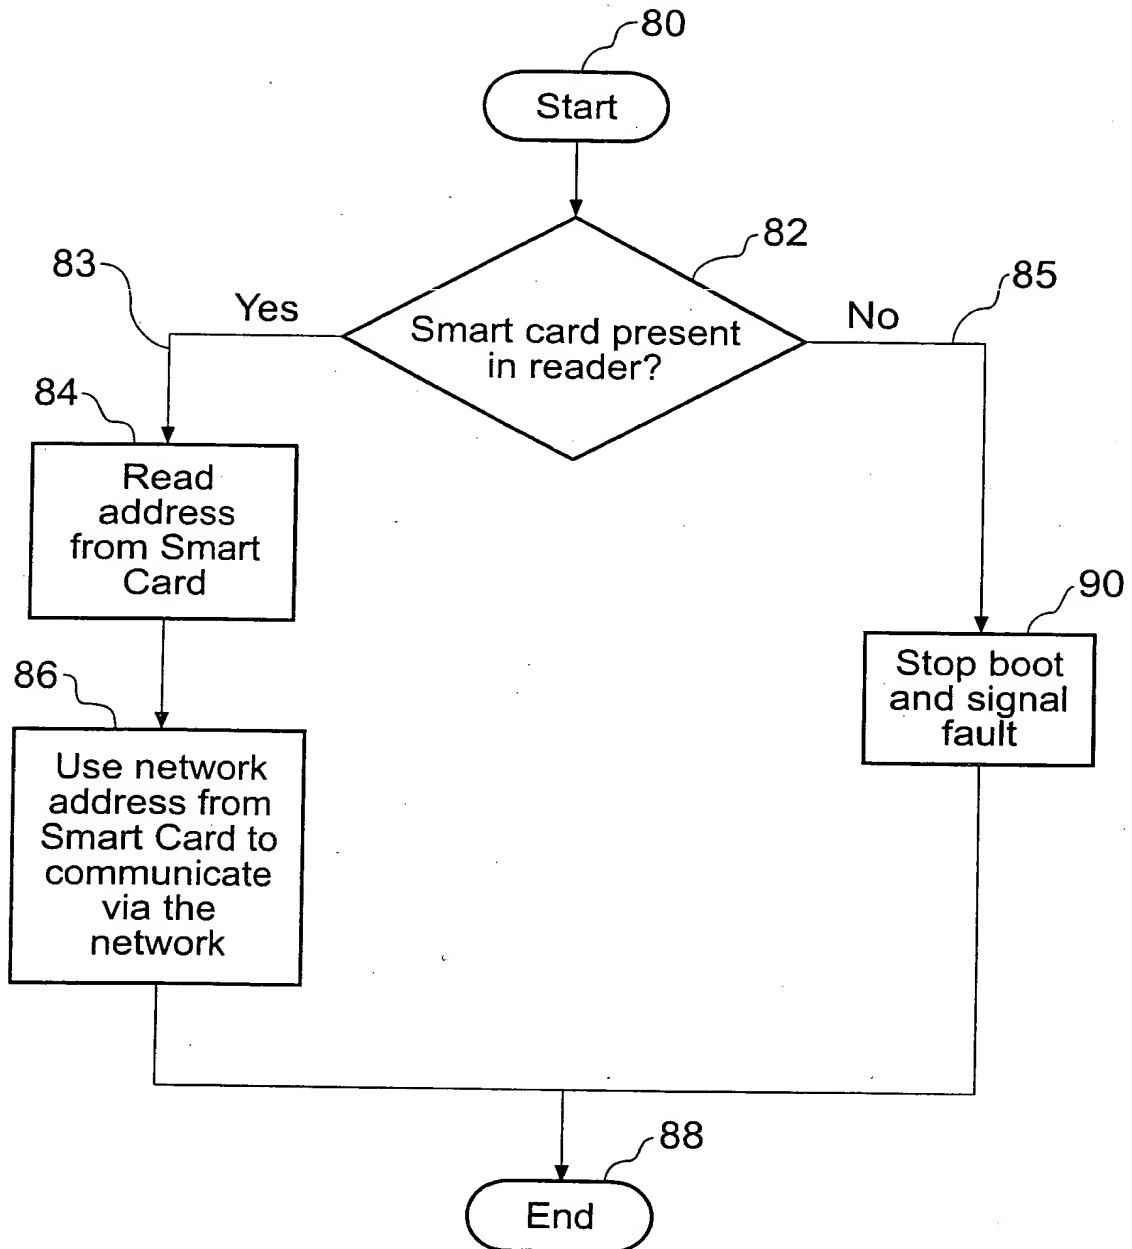 80
Start
82
83
85
Yes
No
Smart card present
in reader?
84
Read
address
from Smart
Card
90
Stop boot
and signal
fault
86
Use network
address from
Smart Card to
communicate
via the
network
88
End